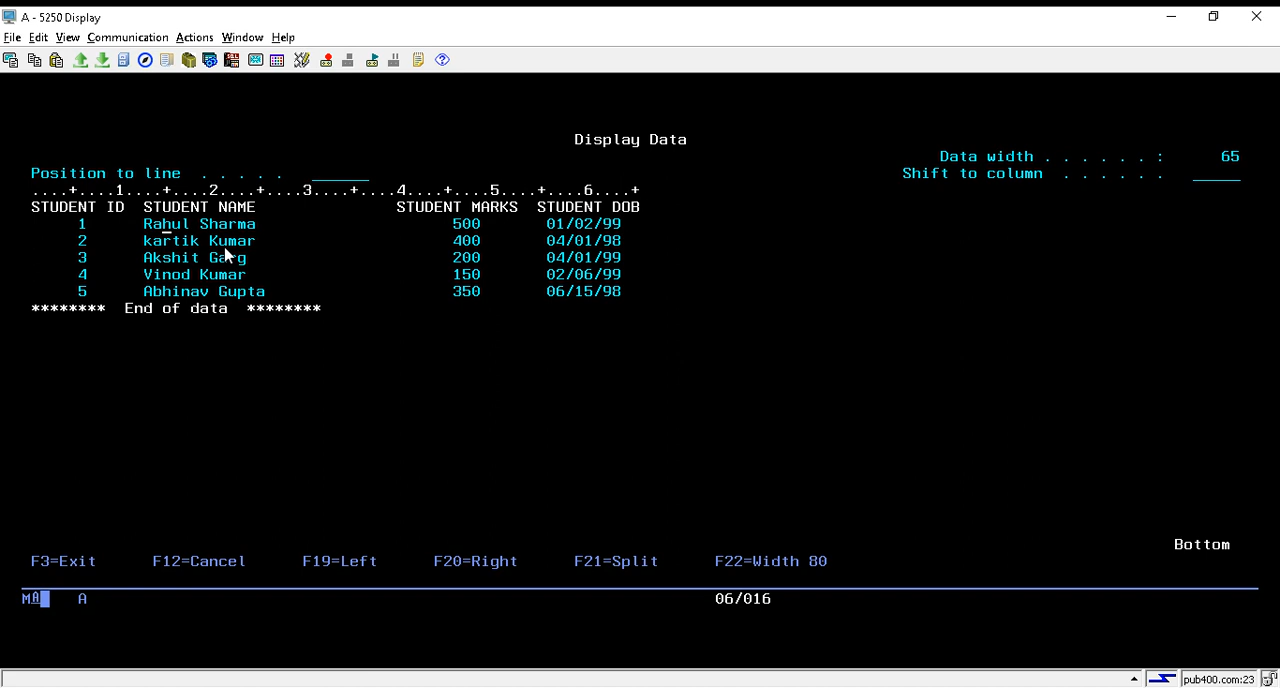 A - 5250 Display
File Edit View Communication Actions Window Help
Display Data
Data width . . . . . . : 65
Position to line . . . . . Shift to column . . . . . .
....+....1....+....2....+....3....+....4....+....5....+....6....+
STUDENT ID STUDENT NAME STUDENT MARKS STUDENT DOB
1 Rahul Sharma 500 01/02/99
2 kartik Kumar 400 04/01/98
3 Akshit Garg 200 04/01/99
4 Vinod Kumar 150 02/06/99
5 Abhinav Gupta 350 06/15/98
******** End of data ********
Bottom
F3=Exit F12=Cancel F19=Left F20=Right F21=Split F22=Width 80
MA A 06/016
pub400.com:23